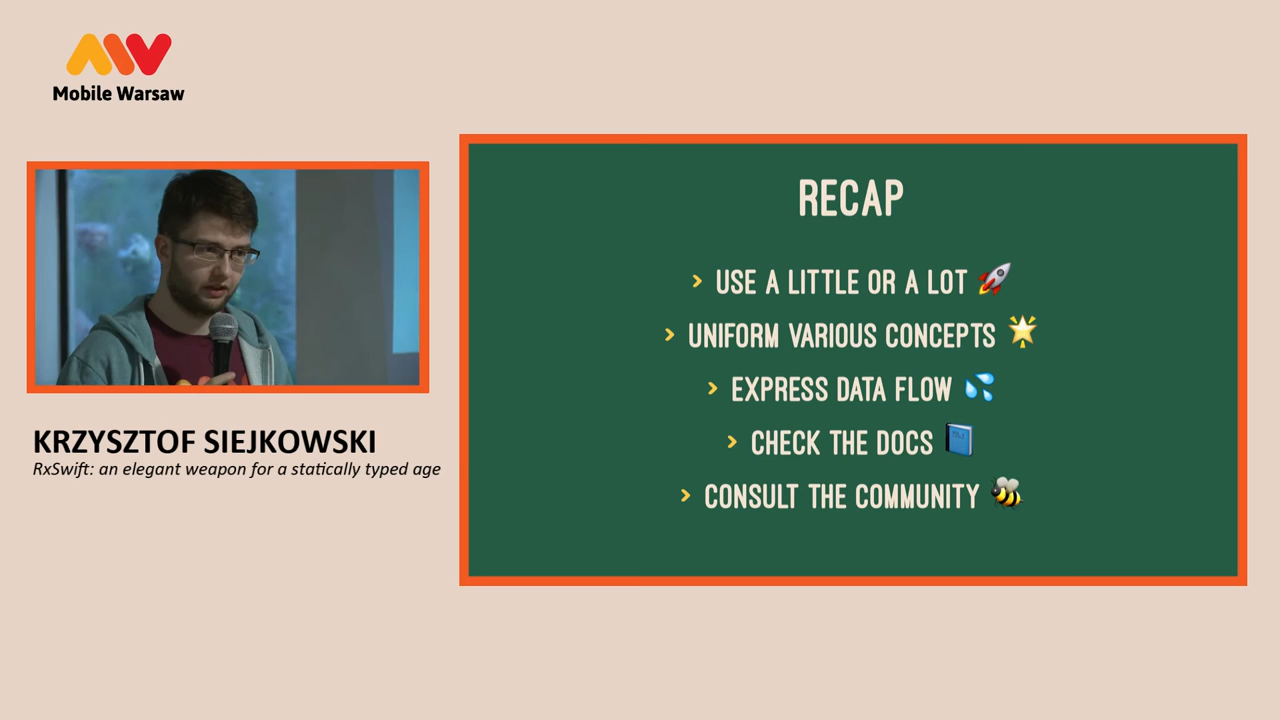 Mobile Warsaw
KRZYSZTOF SIEJKOWSKI
RxSwift: an elegant weapon for a statically typed age
RECAP
› USE A LITTLE OR A LOT 🚀
› UNIFORM VARIOUS CONCEPTS 🌟
› EXPRESS DATA FLOW 💦
› CHECK THE DOCS 📘
› CONSULT THE COMMUNITY 🐝